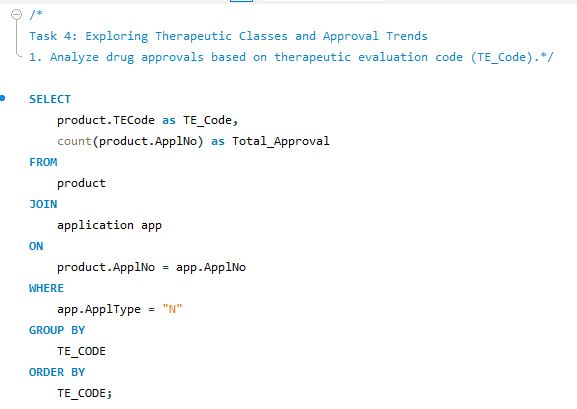 /*
Task 4: Exploring Therapeutic Classes and Approval Trends
1. Analyze drug approvals based on therapeutic evaluation code (TE_Code).*/
SELECT
product.TECode as TE_Code,
count(product.ApplNo) as Total_Approval
FROM
product
JOIN
application app
ON
product.ApplNo = app.ApplNo
WHERE
app.ApplType = "N"
GROUP BY
TE_CODE
ORDER BY
TE_CODE;